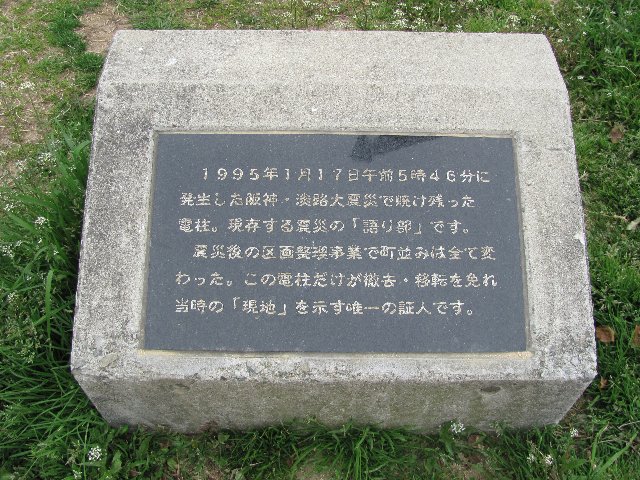 1995年1月17日午前5時46分に
発生した阪神・淡路大震災で焼け残った
電柱。現存する震災の「語り部」です。
震災後の区画整理事業で町並みは全て変
わった。この電柱だけが撤去・移転を免れ
当時の「現地」を示す唯一の証人です。